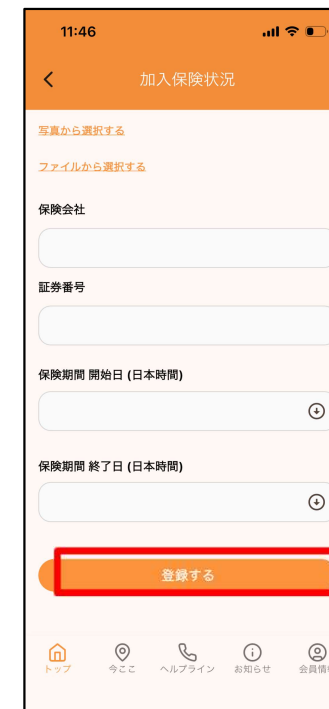 11:46
加入保険状況
写真から選択する
ファイルから選択する
保険会社
証券番号
保険期間 開始日 (日本時間)
保険期間 終了日 (日本時間)
登録する
トップ 今ここ ヘルプライン お知らせ 会員情